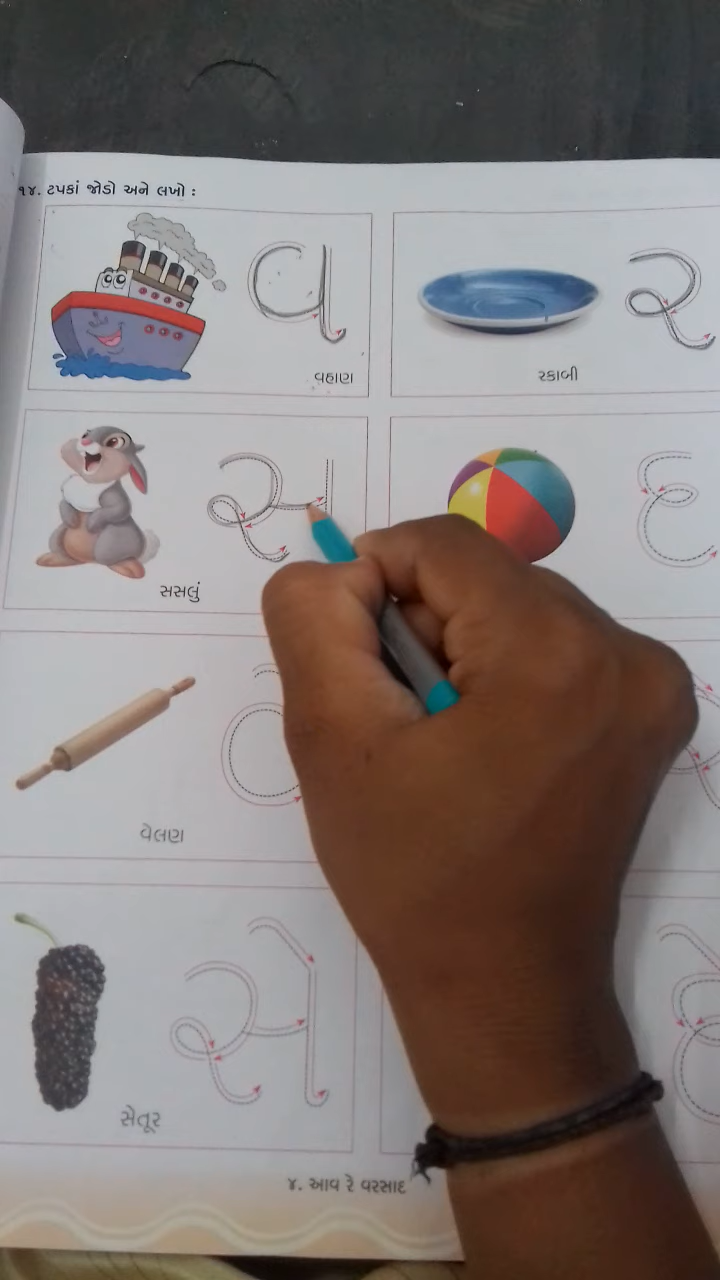 ૧૪. ટપકાં જોડો અને લખો :
વ
વહાણ
ર
રકાબી
સ
સસલું
દ
વેલણ
સે
સેતૂર
૪. આવ રે વરસાદ